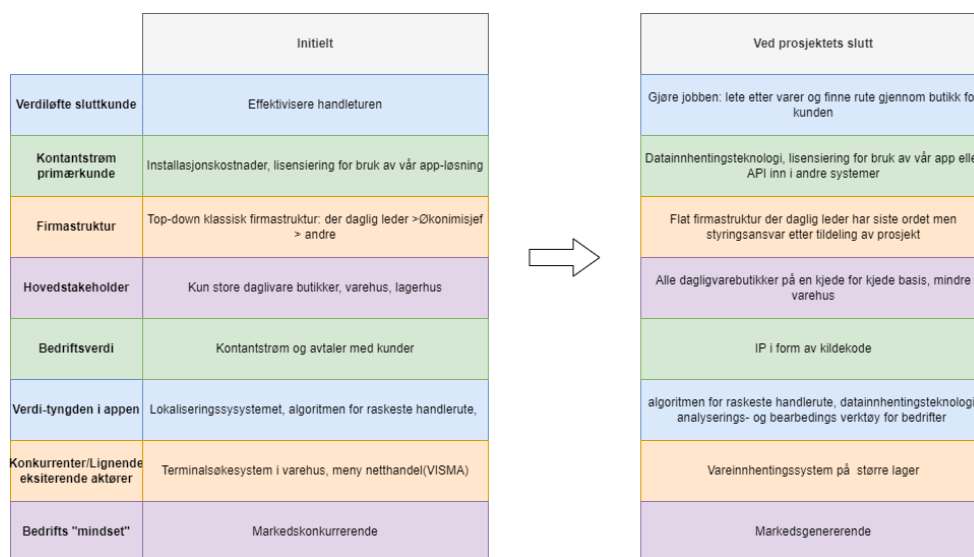 Initielt
Ved prosjektets slutt
Verdiløfte sluttkunde
Effektivisere handleturen
Gjøre jobben: lete etter varer og finne rute gjennom butikk fo
kunden
Kontantstrøm
primærkunde
Installasjonskostnader, lisensiering for bruk av vår app-løsning
Datainnhentingsteknologi, lisensiering for bruk av vår app elle
API inn i andre systemer
Firmastruktur
Top-down klassisk firmastruktur: der daglig leder >Økonimisjef
> andre
Flat firmastruktur der daglig leder har siste ordet men
styringsansvar etter tildeling av prosjekt
Hovedstakeholder
Kun store daglivare butikker, varehus, lagerhus
Alle dagligvarebutikker på en kjede for kjede basis, mindre
varehus
Bedriftsverdi
Kontantstrøm og avtaler med kunder
IP i form av kildekode
Verdi-tyngden i appen
Lokaliseringssysystemet, algoritmen for raskeste handlerute,
algoritmen for raskeste handlerute, datainnhentingsteknologi
analyserings- og bearbedings verktøy for bedrifter
Konkurrenter/Lignende
eksiterende aktører
Terminalsøkesystem i varehus, meny netthandel(VISMA)
Vareinnhentingssystem på større lager
Bedrifts "mindset"
Markedskonkurrerende
Markedsgenererende